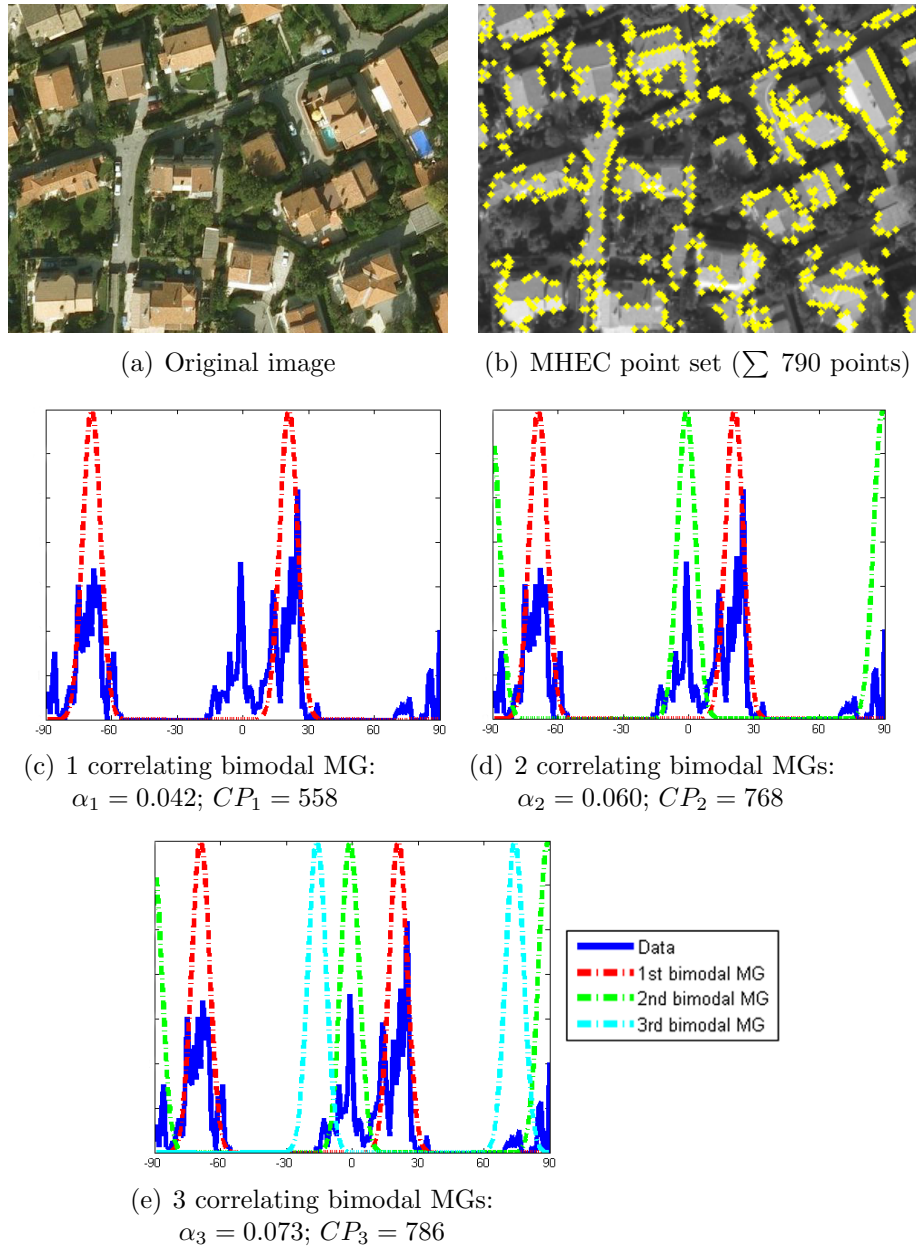 (a) Original image
(b) MHEC point set (∑ 790 points)
-90 -60 -30 0 30 60 90
-90 -60 -30 0 30 60 90
(c) 1 correlating bimodal MG:
α₁ = 0.042; CP₁ = 558
(d) 2 correlating bimodal MGs:
α₂ = 0.060; CP₂ = 768
-90 -60 -30 0 30 60 90
Data
1st bimodal MG
2nd bimodal MG
3rd bimodal MG
(e) 3 correlating bimodal MGs:
α₃ = 0.073; CP₃ = 786